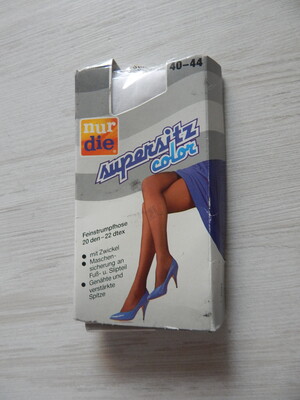 40-44
nur
die
supersitz
color
Feinstrumpfhose
20 den-22 dtex
• mit Zwickel
• Maschen-
sicherung an
Fuß- u. Slipteil
• Genähte und
verstärkte
Spitze